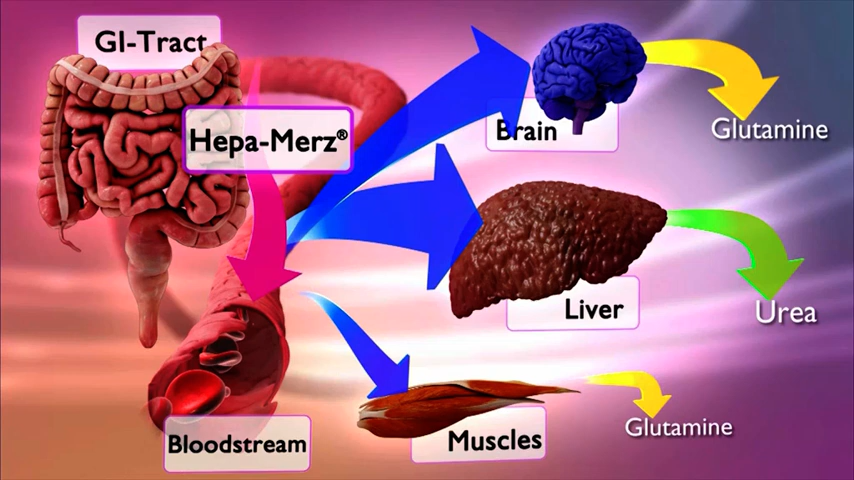 GI-Tract
Hepa-Merz®
Brain
Glutamine
Liver
Urea
Bloodstream
Muscles
Glutamine